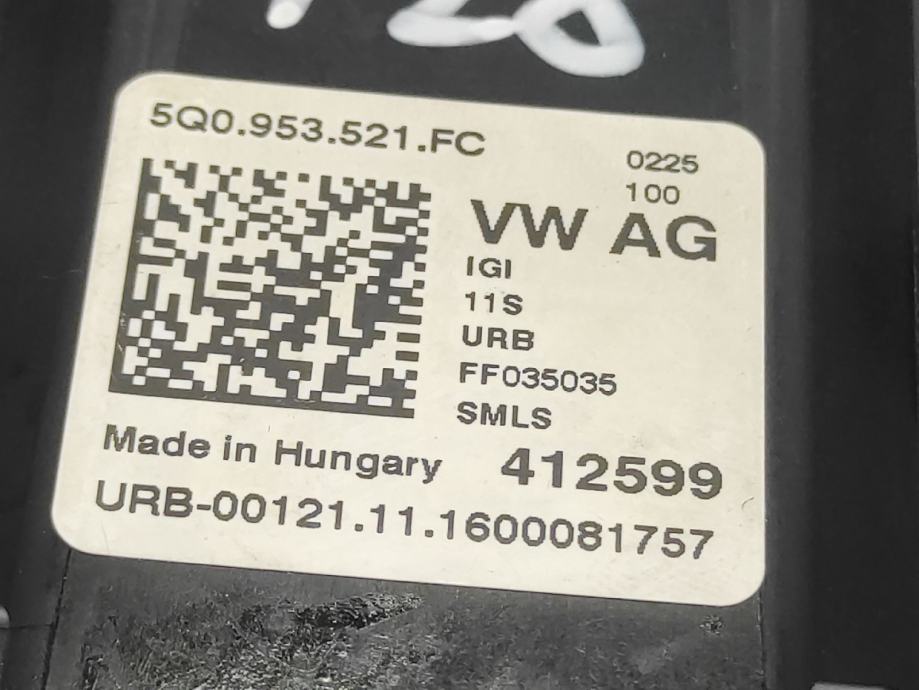 5Q0.953.521.FC
0225
100
VW AG
IGI
11S
URB
FF035035
SMLS
Made in Hungary 412599
URB-00121.11.1600081757